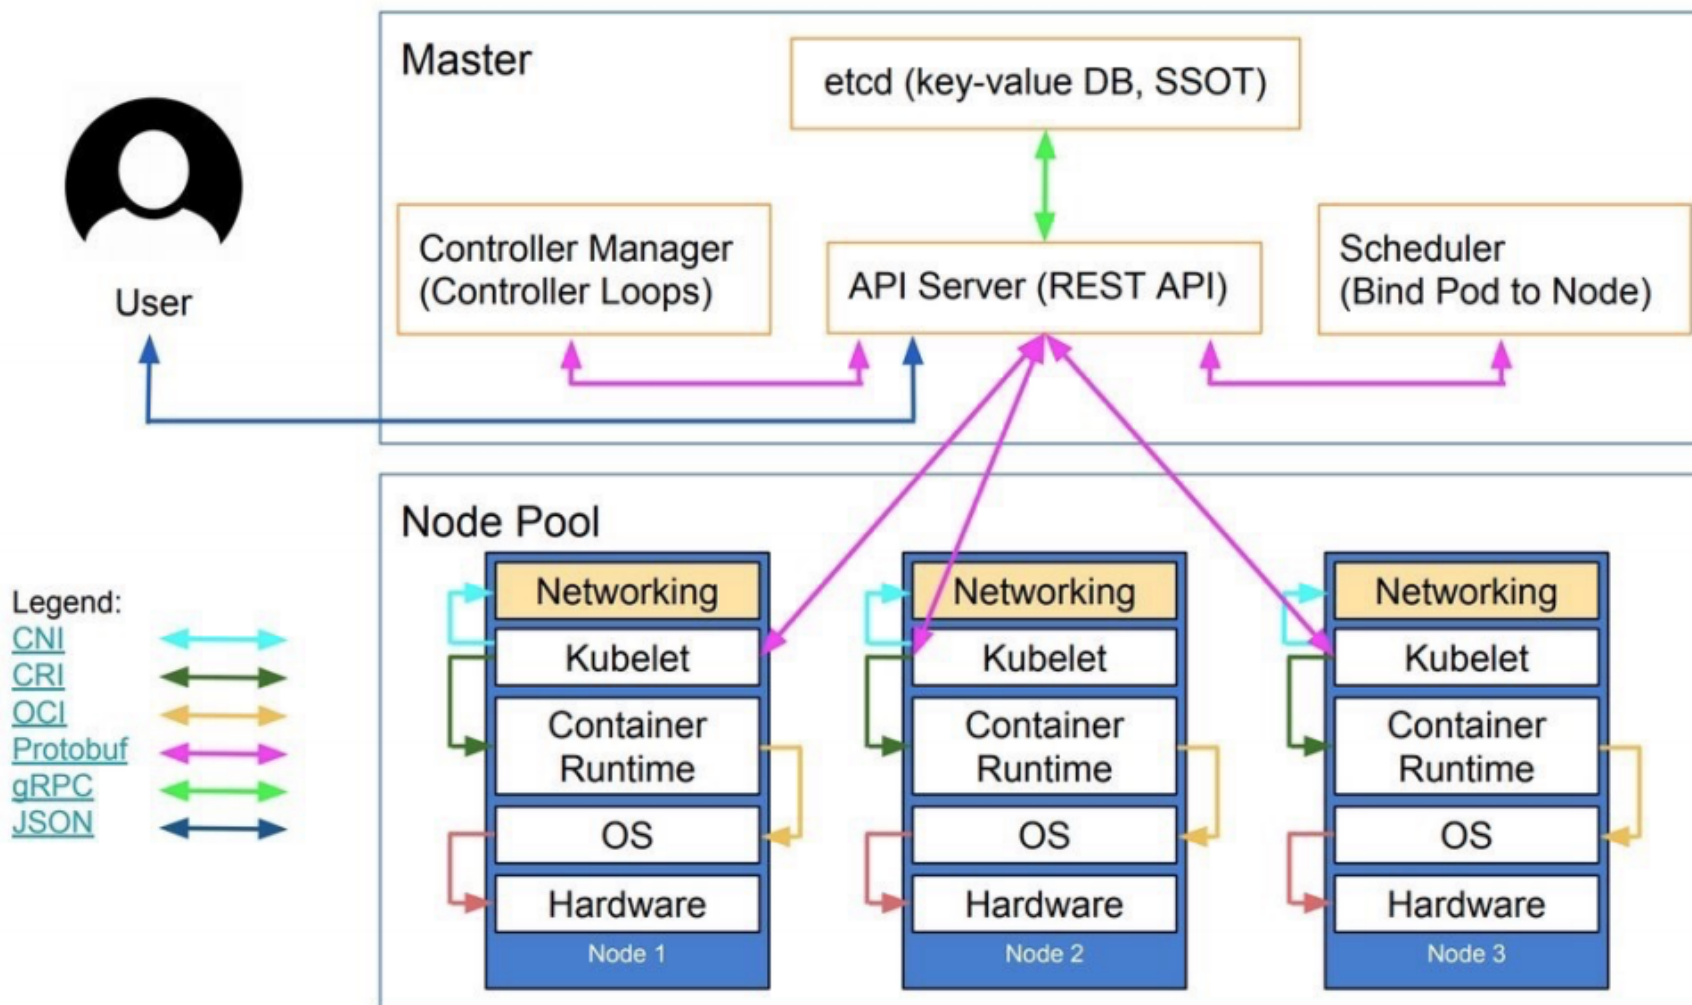 Master
etcd (key-value DB, SSOT)
User
Controller Manager
(Controller Loops)
API Server (REST API)
Scheduler
(Bind Pod to Node)
Node Pool
Legend:
CNI
CRI
OCI
Protobuf
gRPC
JSON
Networking
Kubelet
Container
Runtime
OS
Hardware
Node 1
Networking
Kubelet
Container
Runtime
OS
Hardware
Node 2
Networking
Kubelet
Container
Runtime
OS
Hardware
Node 3